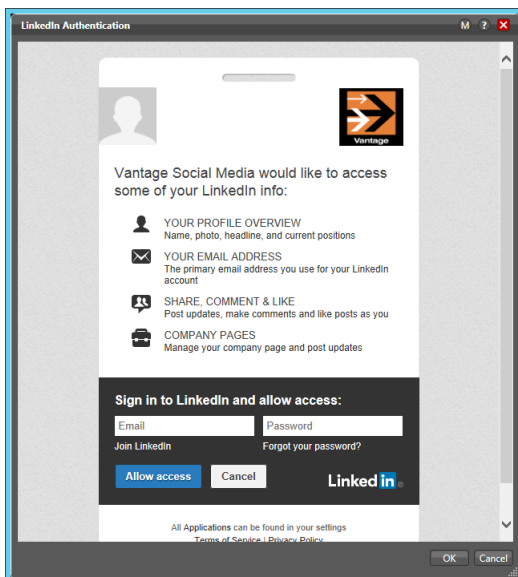 LinkedIn Authentication
M ?
Vantage
Vantage Social Media would like to access
some of your LinkedIn info:
YOUR PROFILE OVERVIEW
Name, photo, headline, and current positions
YOUR EMAIL ADDRESS
The primary email address you use for your LinkedIn
account
SHARE, COMMENT & LIKE
Post updates, make comments and like posts as you
COMPANY PAGES
Manage your company page and post updates
Sign in to LinkedIn and allow access:
Email Password
Join LinkedIn Forgot your password?
Allow access Cancel Linked in ®
All Applications can be found in your settings
Terms of Service | Privacy Policy
OK Cancel